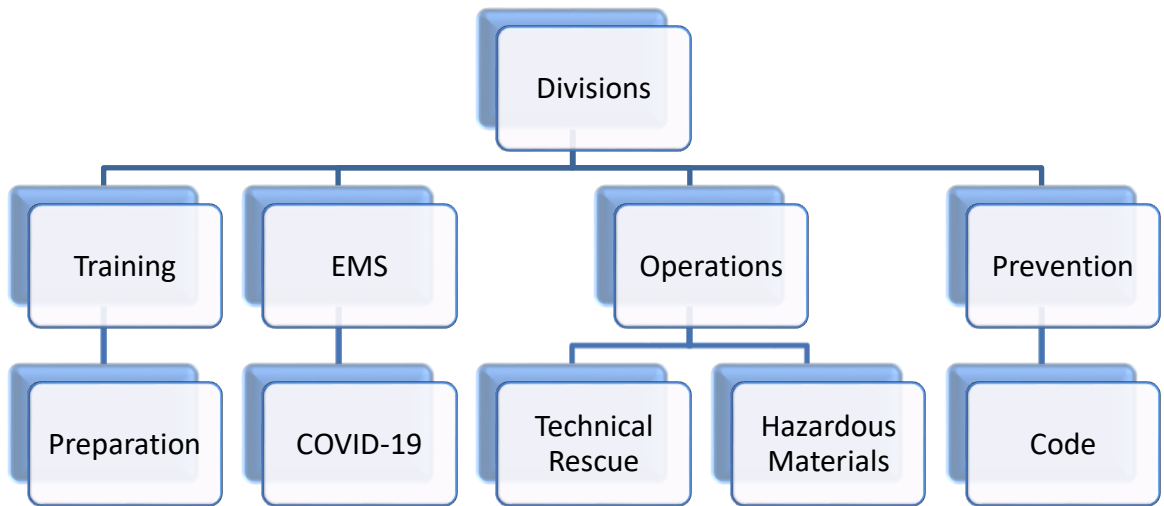 Divisions
Training
EMS
Operations
Prevention
Preparation
COVID-19
Technical
Rescue
Hazardous
Materials
Code